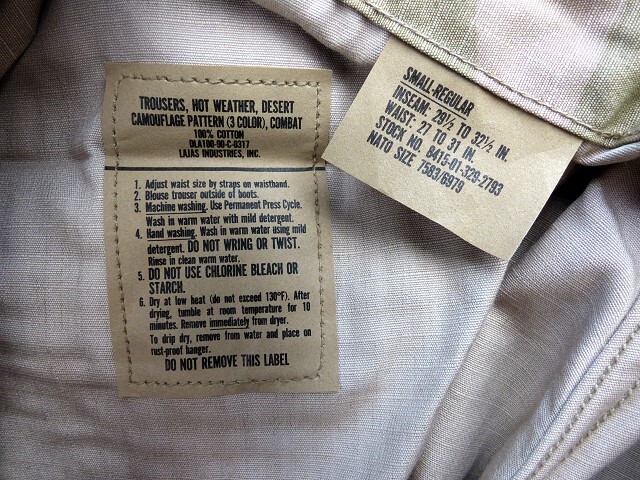 TROUSERS, HOT WEATHER, DESERT
CAMOUFLAGE PATTERN (3 COLOR), COMBAT
100% COTTON
DLA100-90-C-0317
LAJAS INDUSTRIES, INC.
1. Adjust waist size by straps on waistband.
2. Blouse trouser outside of boots.
3. Machine washing. Use Permanent Press Cycle.
Wash in warm water with mild detergent.
4. Hand washing. Wash in warm water using mild
detergent. DO NOT WRING OR TWIST.
Rinse in clean warm water.
5. DO NOT USE CHLORINE BLEACH OR
STARCH.
6. Dry at low heat (do not exceed 130°F). After
drying, tumble at room temperature for 10
minutes. Remove immediately from dryer.
To drip dry, remove from water and place on
rust-proof hanger.
DO NOT REMOVE THIS LABEL
SMALL-REGULAR
INSEAM: 29½ TO 32½ IN.
WAIST: 27 TO 31 IN.
STOCK NO. 8415-01-329-2793
NATO SIZE 7583/6979